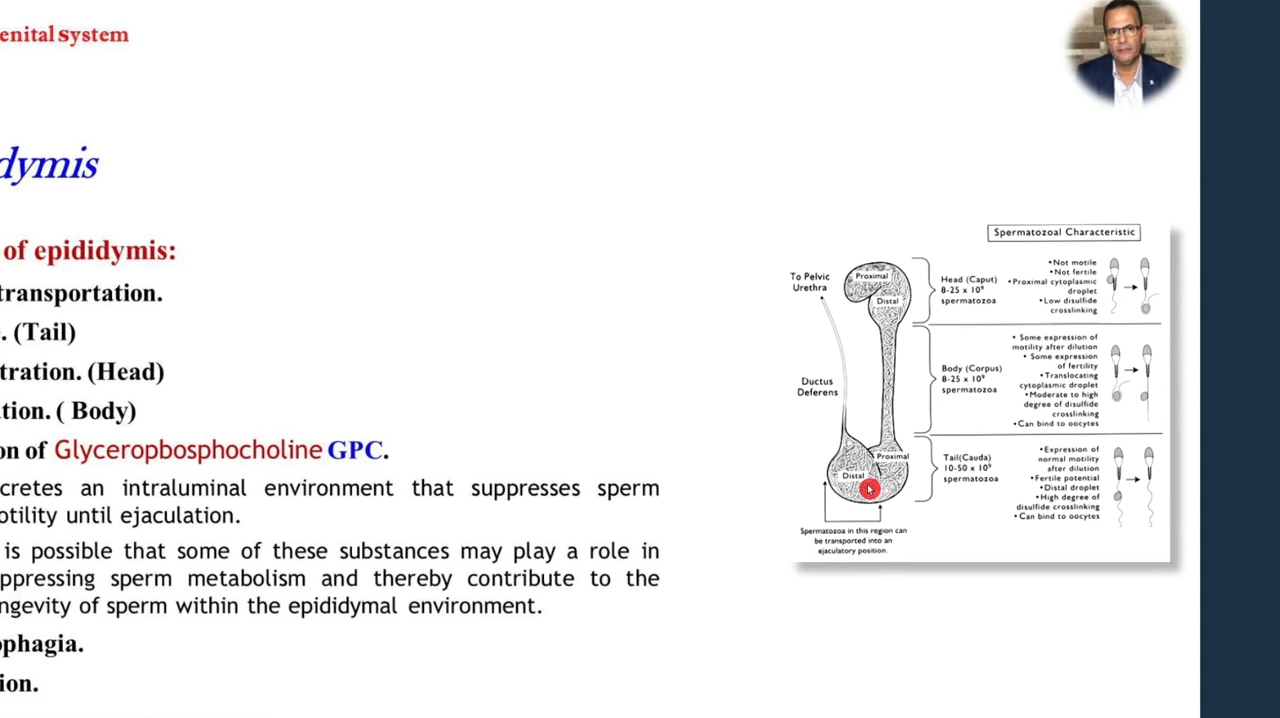 enital system
dymis
of epididymis:
transportation.
. (Tail)
tration. (Head)
tion. ( Body)
on of Glyceropbosphocholine GPC.
cretes an intraluminal environment that suppresses sperm
otility until ejaculation.
is possible that some of these substances may play a role in
ppressing sperm metabolism and thereby contribute to the
ngevity of sperm within the epididymal environment.
ophagia.
ion.
Spermatozoal Characteristic
To Pelvic
Urethra
Proximal
Distal
Head (Caput)
8-25 x 10⁹
spermatozoa
•Not motile
•Not fertile
•Proximal cytoplasmic
droplet
•Low disulfide
crosslinking
Ductus
Deferens
Body (Corpus)
8-25 x 10⁹
spermatozoa
• Some expression of
motility after dilution
• Some expression
of fertility
•Translocating
cytoplasmic droplet
•Moderate to high
degree of disulfide
crosslinking
•Can bind to oocytes
Proximal
Distal
Tail(Cauda)
10-50 x 10⁹
spermatozoa
•Expression of
normal motility
after dilution
•Fertile potential
•Distal droplet
•High degree of
disulfide crosslinking
•Can bind to oocytes
Spermatozoa in this region can
be transported into an
ejaculatory position.